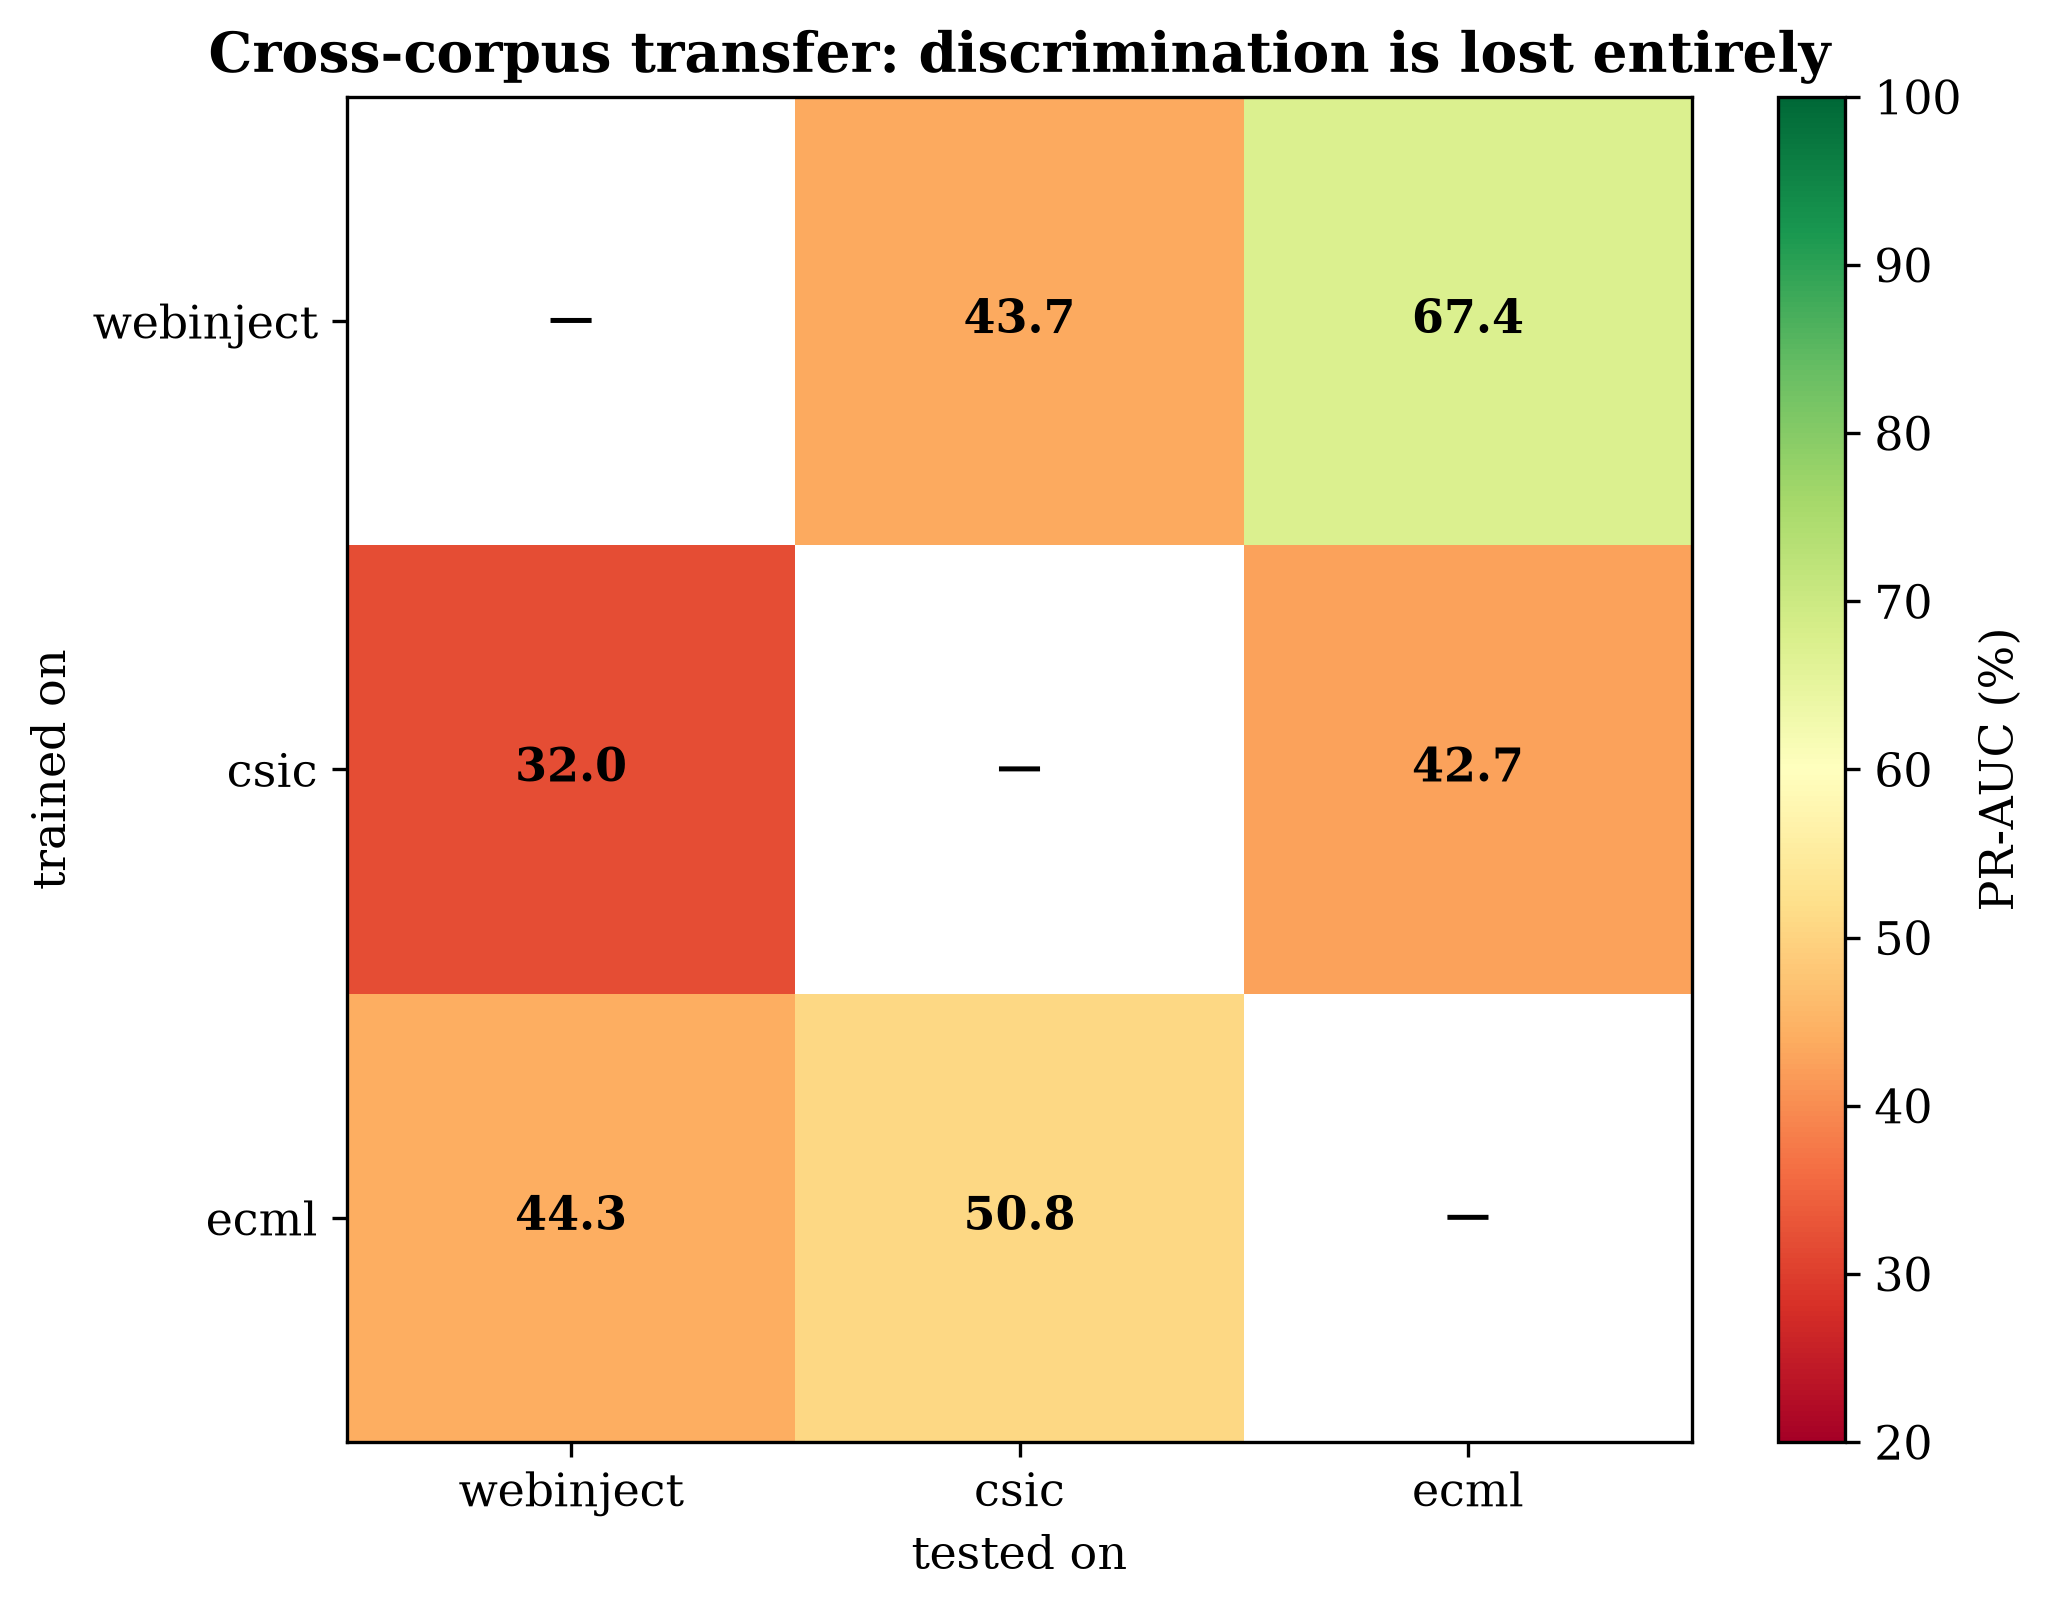 Cross-corpus transfer: discrimination is lost entirely
webinject
—
43.7
67.4
csic
32.0
—
42.7
ecml
44.3
50.8
—
webinject
csic
ecml
tested on
trained on
100
90
80
70
60
50
40
30
20
PR-AUC (%)